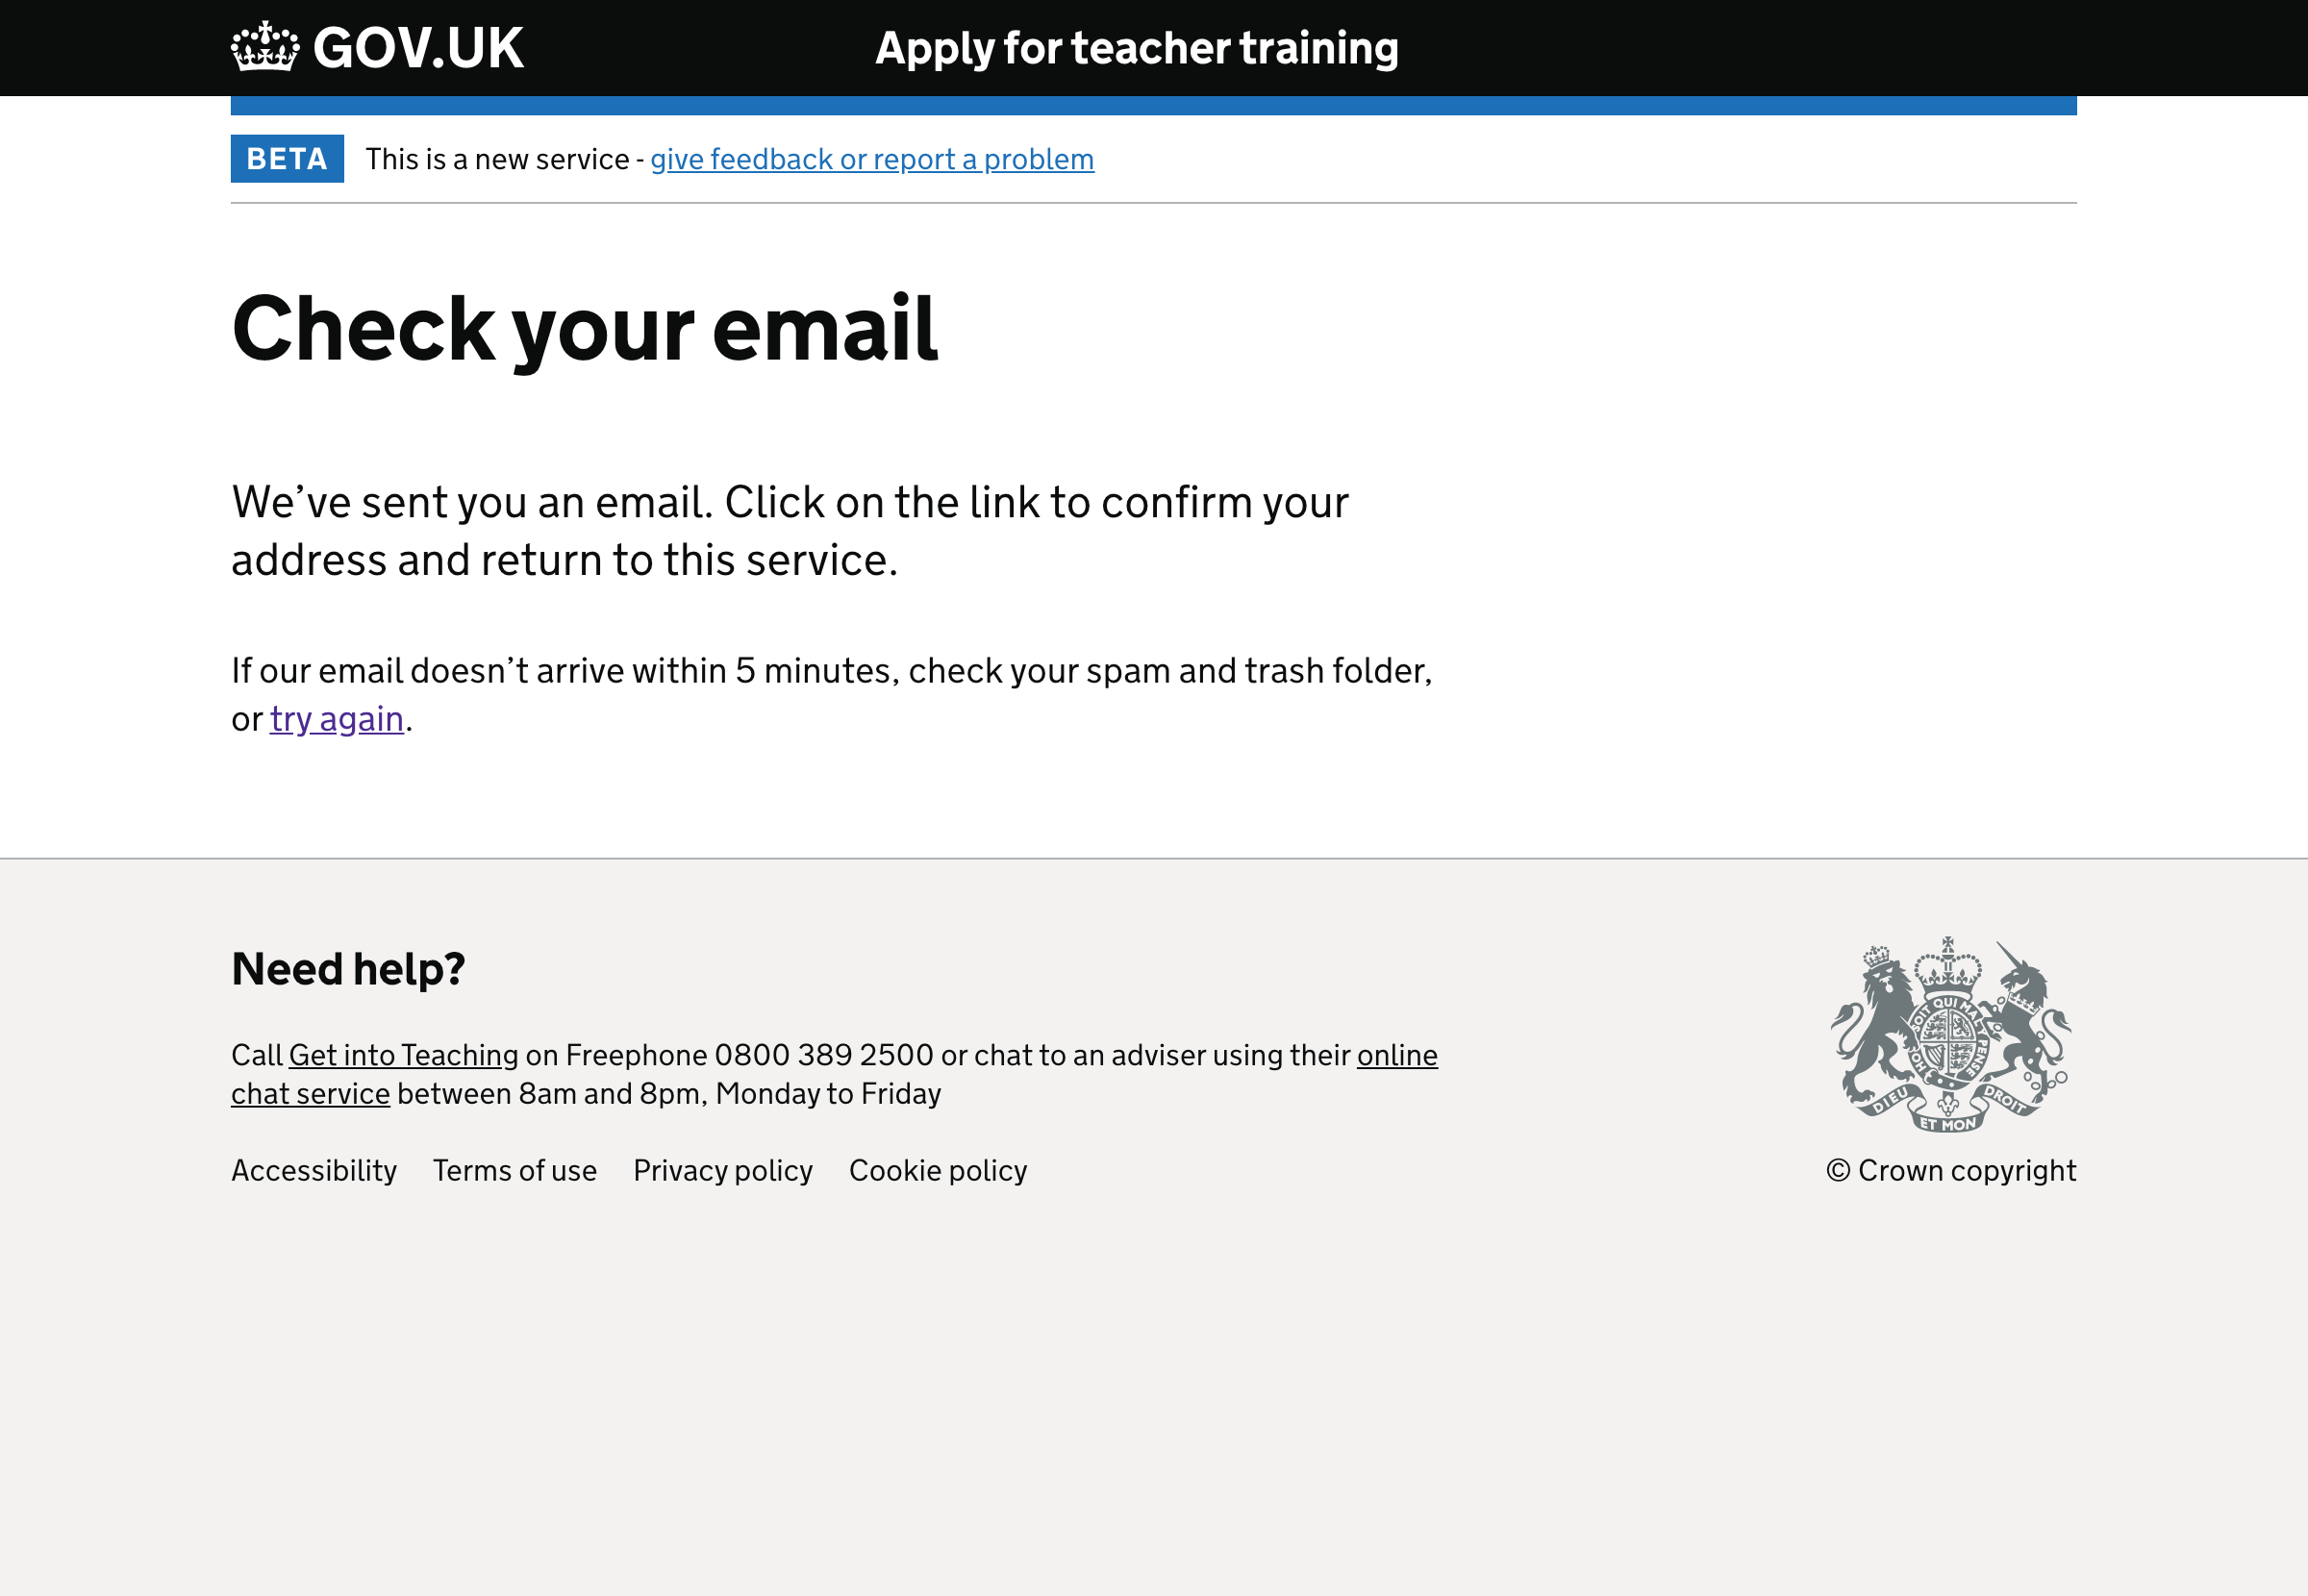 GOV.UK
Apply for teacher training
BETA
This is a new service - give feedback or report a problem
Check your email
We’ve sent you an email. Click on the link to confirm your
address and return to this service.
If our email doesn’t arrive within 5 minutes, check your spam and trash folder,
or try again.
Need help?
Call Get into Teaching on Freephone 0800 389 2500 or chat to an adviser using their online
chat service between 8am and 8pm, Monday to Friday
SOIT QUI MAL Y PENSE
DIEU ET MON DROIT
Accessibility Terms of use Privacy policy Cookie policy
© Crown copyright